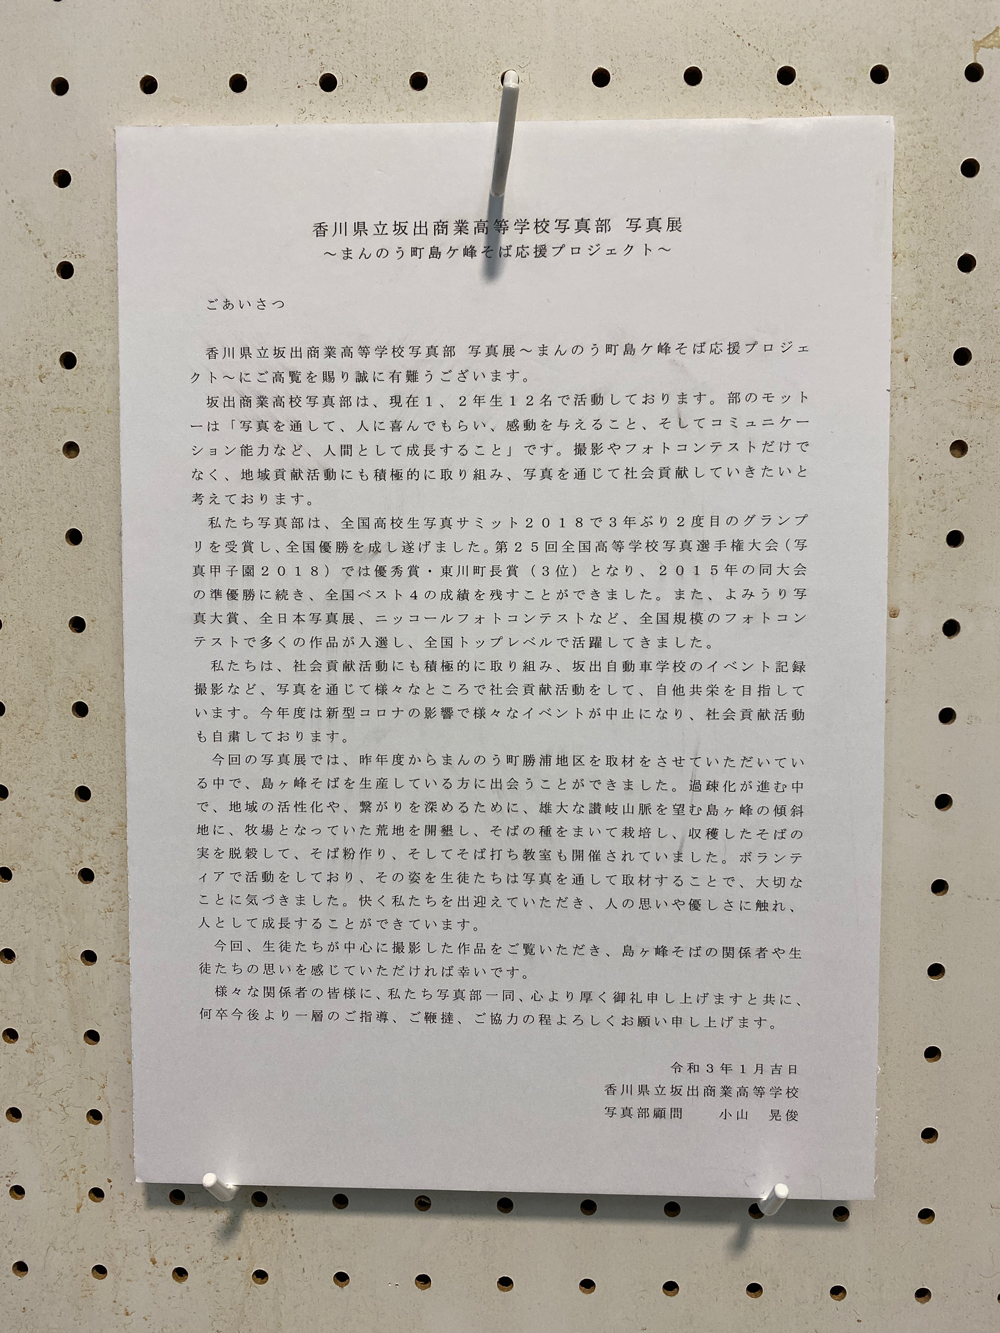 香川県立坂出商業高等学校写真部 写真展
～まんのう町島ケ峰そば応援プロジェクト～
ごあいさつ
香川県立坂出商業高等学校写真部 写真展～まんのう町島ケ峰そば応援プロジェ
クト～にご高覧を賜り誠に有難うございます。
坂出商業高校写真部は、現在１、２年生１２名で活動しております。部のモット
ーは「写真を通して、人に喜んでもらい、感動を与えること、そしてコミュニケー
ション能力など、人間として成長すること」です。撮影やフォトコンテストだけで
なく、地域貢献活動にも積極的に取り組み、写真を通じて社会貢献していきたいと
考えております。
私たち写真部は、全国高校生写真サミット２０１８で３年ぶり２度目のグランプ
リを受賞し、全国優勝を成し遂げました。第２５回全国高等学校写真選手権大会（写
真甲子園２０１８）では優秀賞・東川町長賞（３位）となり、２０１５年の同大会
の準優勝に続き、全国ベスト４の成績を残すことができました。また、よみうり写
真大賞、全日本写真展、ニッコールフォトコンテストなど、全国規模のフォトコン
テストで多くの作品が入選し、全国トップレベルで活躍してきました。
私たちは、社会貢献活動にも積極的に取り組み、坂出自動車学校のイベント記録
撮影など、写真を通じて様々なところで社会貢献活動をして、自他共栄を目指して
います。今年度は新型コロナの影響で様々なイベントが中止になり、社会貢献活動
も自粛しております。
今回の写真展では、昨年度からまんのう町勝浦地区を取材をさせていただいてい
る中で、島ヶ峰そばを生産している方に出会うことができました。過疎化が進む中
で、地域の活性化や、繋がりを深めるために、雄大な讃岐山脈を望む島ヶ峰の傾斜
地に、牧場となっていた荒地を開墾し、そばの種をまいて栽培し、収穫したそばの
実を脱穀して、そば粉作り、そしてそば打ち教室も開催されていました。ボランテ
ィアで活動をしており、その姿を生徒たちは写真を通して取材することで、大切な
ことに気づきました。快く私たちを出迎えていただき、人の思いや優しさに触れ、
人として成長することができています。
今回、生徒たちが中心に撮影した作品をご覧いただき、島ヶ峰そばの関係者や生
徒たちの思いを感じていただければ幸いです。
様々な関係者の皆様に、私たち写真部一同、心より厚く御礼申し上げますと共に、
何卒今後より一層のご指導、ご鞭撻、ご協力の程よろしくお願い申し上げます。
令和３年１月吉日
香川県立坂出商業高等学校
写真部顧問　小山　晃俊